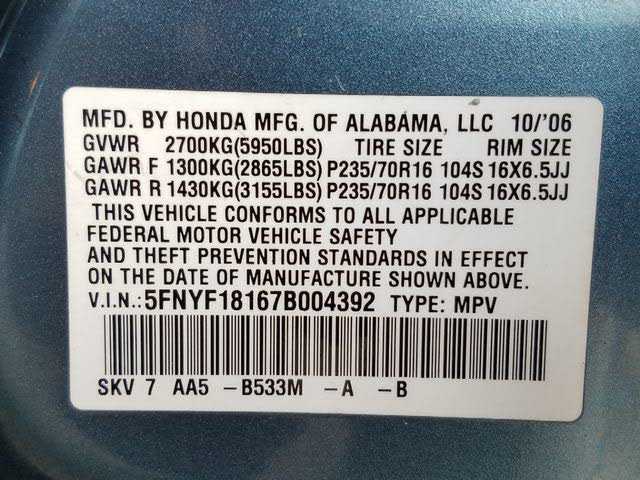 MFD. BY HONDA MFG. OF ALABAMA, LLC 10/'06
GVWR 2700KG(5950LBS) TIRE SIZE RIM SIZE
GAWR F 1300KG(2865LBS) P235/70R16 104S 16X6.5JJ
GAWR R 1430KG(3155LBS) P235/70R16 104S 16X6.5JJ
THIS VEHICLE CONFORMS TO ALL APPLICABLE
FEDERAL MOTOR VEHICLE SAFETY
AND THEFT PREVENTION STANDARDS IN EFFECT
ON THE DATE OF MANUFACTURE SHOWN ABOVE.
V.I.N.:5FNYF18167B004392 TYPE: MPV
SKV 7 AA5 -B533M -A -B